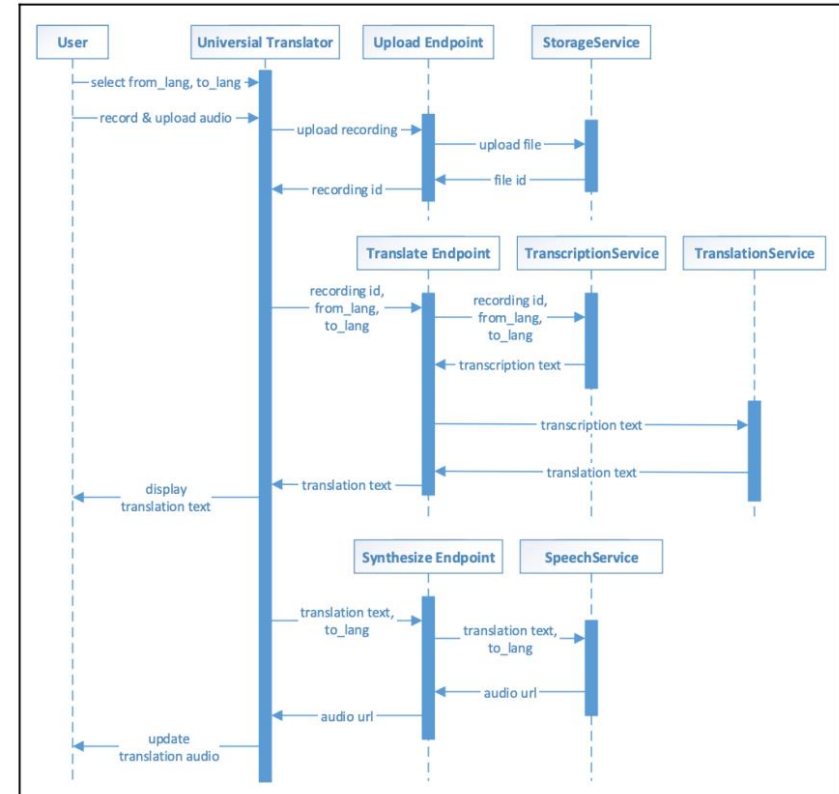 User
Universial Translator
Upload Endpoint
StorageService
select from_lang, to_lang
record & upload audio
upload recording
upload file
file id
recording id
Translate Endpoint
TranscriptionService
TranslationService
recording id,
from_lang,
to_lang
recording id,
from_lang,
to_lang
transcription text
transcription text
translation text
translation text
display
translation text
Synthesize Endpoint
SpeechService
translation text,
to_lang
translation text,
to_lang
audio url
audio url
update
translation audio